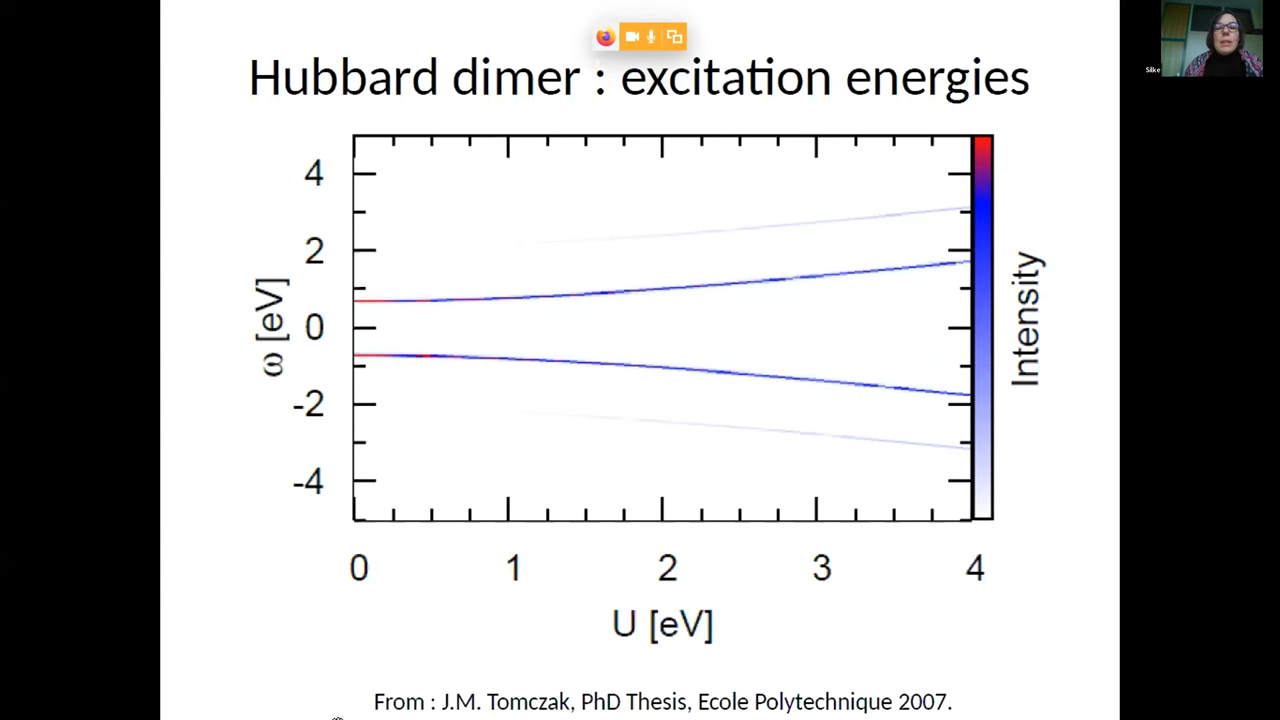 Silke
Hubbard dimer : excitation energies
4
2
0
-2
-4
ω [eV]
Intensity
0 1 2 3 4
U [eV]
From : J.M. Tomczak, PhD Thesis, Ecole Polytechnique 2007.